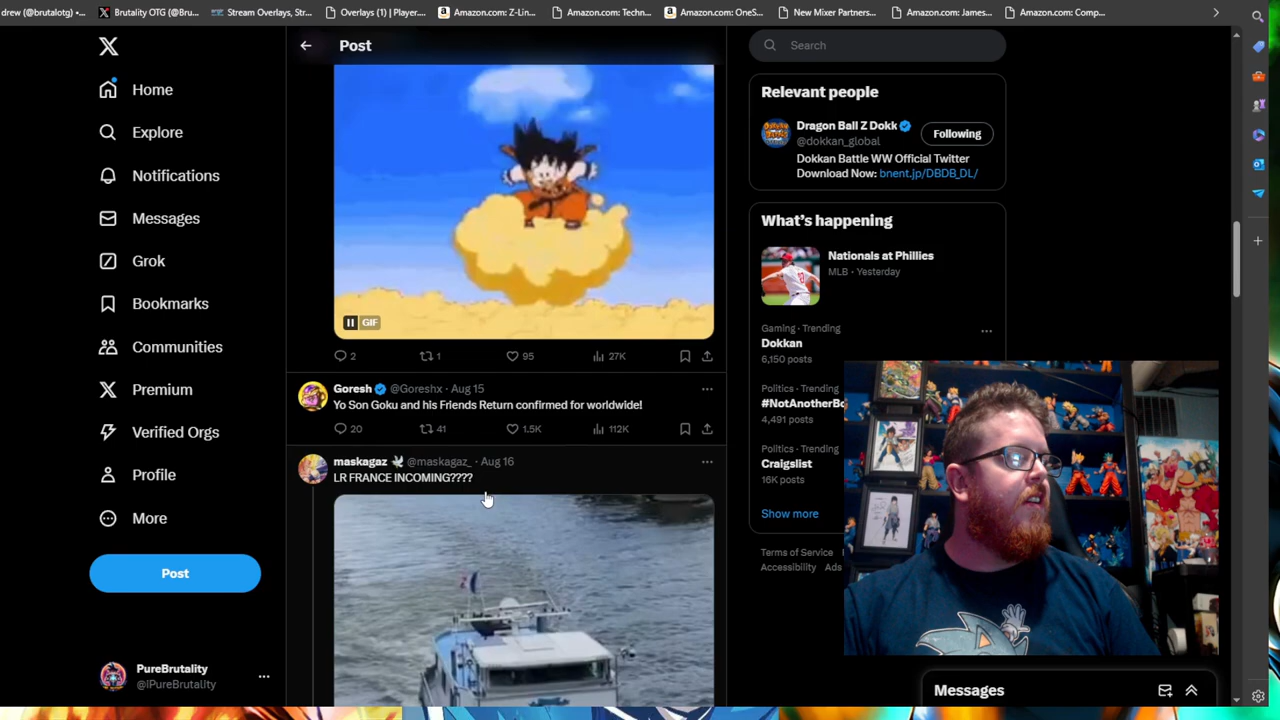 drew (@brutalotg) •...
Brutality OTG (@Bru...
Stream Overlays, Str...
Overlays (1) | Player....
Amazon.com: Z-Lin...
Amazon.com: Techn...
Amazon.com: OneS...
New Mixer Partners...
Amazon.com: James...
Amazon.com: Comp...
Home
Explore
Notifications
Messages
Grok
Bookmarks
Communities
Premium
Verified Orgs
Profile
More
Post
PureBrutality
@IPureBrutality
Post
GIF
2 1 95 27K
Goresh @Goreshx · Aug 15
Yo Son Goku and his Friends Return confirmed for worldwide!
20 41 1.5K 112K
maskagaz @maskagaz_ · Aug 16
LR FRANCE INCOMING????
Search
Relevant people
Dragon Ball Z Dokk
@dokkan_global
Following
Dokkan Battle WW Official Twitter
Download Now: bnent.jp/DBDB_DL/
What's happening
Nationals at Phillies
MLB · Yesterday
Gaming · Trending
Dokkan
6,150 posts
Politics · Trending
#NotAnotherBo
4,491 posts
Politics · Trending
Craigslist
16K posts
Show more
Terms of Service
Accessibility Ads
Messages